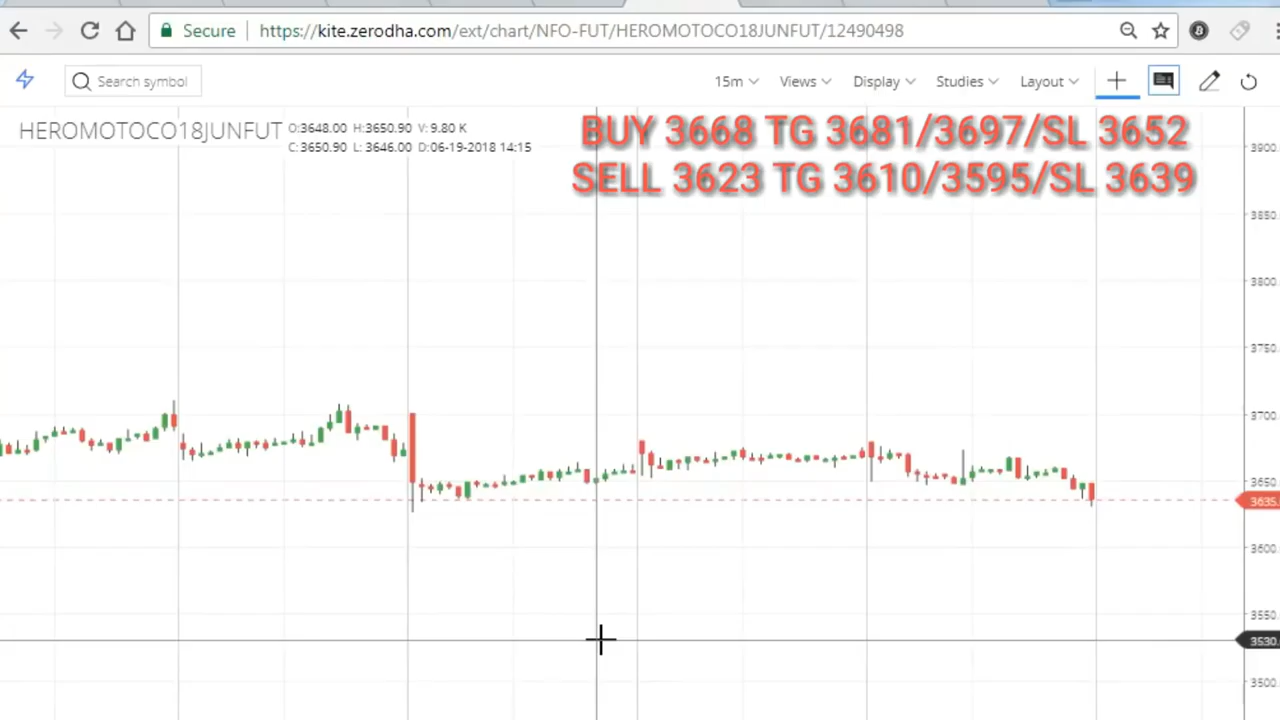 Secure https://kite.zerodha.com/ext/chart/NFO-FUT/HEROMOTOCO18JUNFUT/12490498
Search symbol 15m Views Display Studies Layout
HEROMOTOCO18JUNFUT O:3648.00 H:3650.90 V: 9.80 K
C:3650.90 L: 3646.00 D:06-19-2018 14:15
BUY 3668 TG 3681/3697/SL 3652
SELL 3623 TG 3610/3595/SL 3639
3900.
3850.
3800.
3750.
3700.
3650.
3635.
3600.
3550.
3530.
3500.